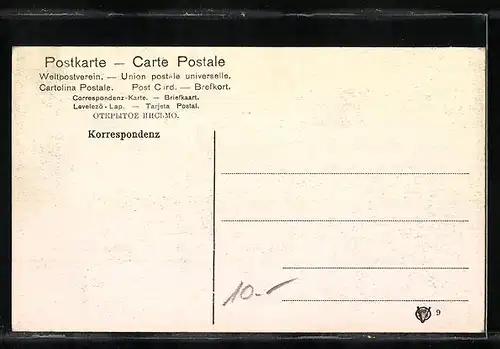 Postkarte — Carte Postale
Weltpostverein. — Union postale universelle.
Cartolina Postale. Post Card. — Brefkort.
Correspondenz-Karte. — Briefkaart.
Levelező-Lap. — Tarjeta Postal.
ОТКРЫТОЕ ПИСЬМО.
Korrespondenz
10.-
9